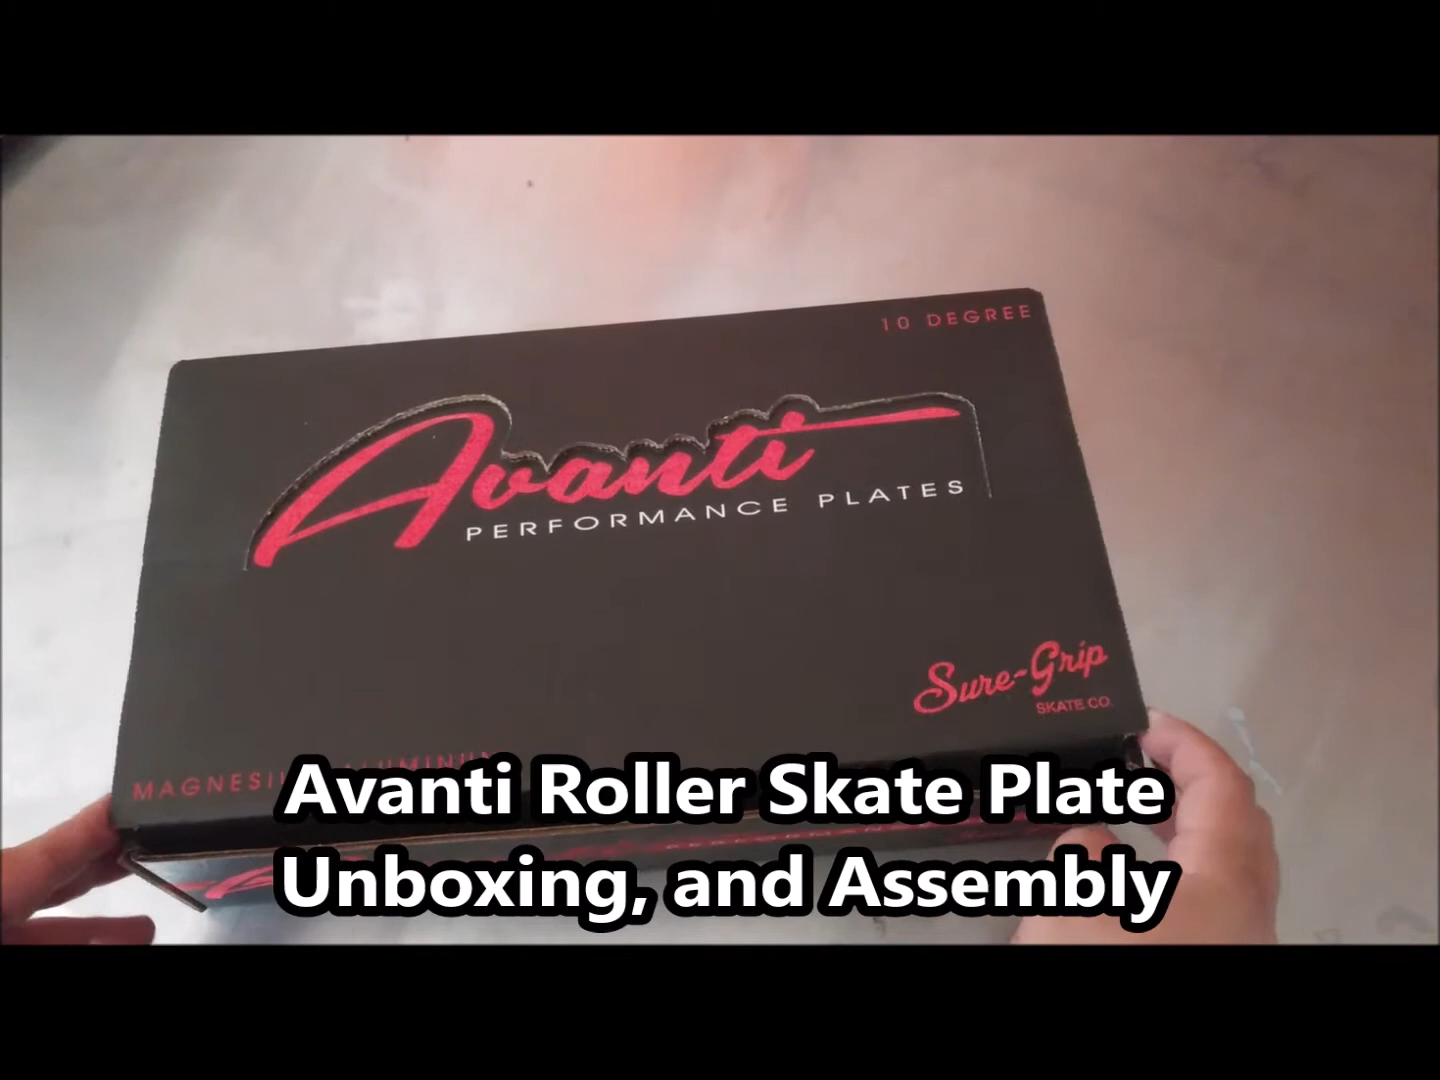 10 DEGREE
Avanti
PERFORMANCE PLATES
Sure-Grip
SKATE CO.
Avanti Roller Skate Plate
Unboxing, and Assembly